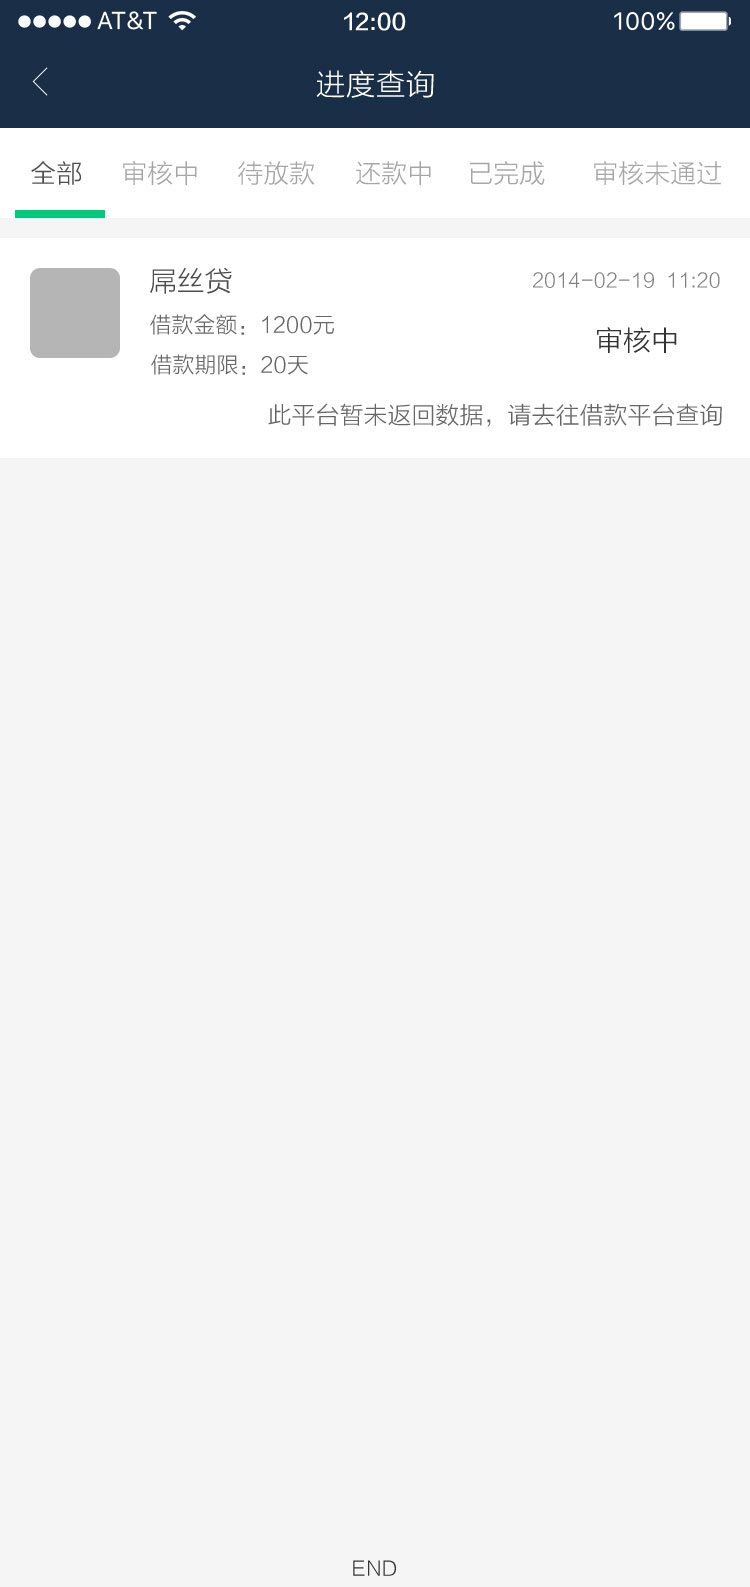 AT&T 12:00 100%
进度查询
全部 审核中 待放款 还款中 已完成 审核未通过
屌丝贷 2014-02-19 11:20
借款金额：1200元
审核中
借款期限：20天
此平台暂未返回数据，请去往借款平台查询
END